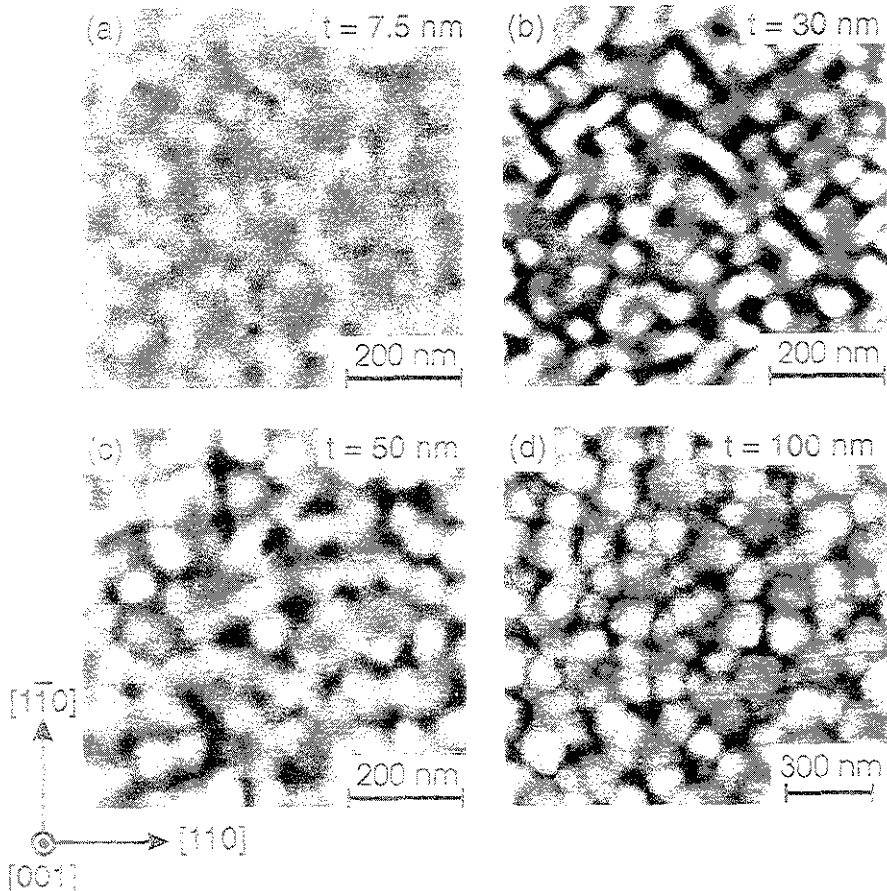 (a) t = 7.5 nm
200 nm
(b) t = 30 nm
200 nm
(c) t = 50 nm
200 nm
(d) t = 100 nm
300 nm
[11̅0]
[110]
[001]